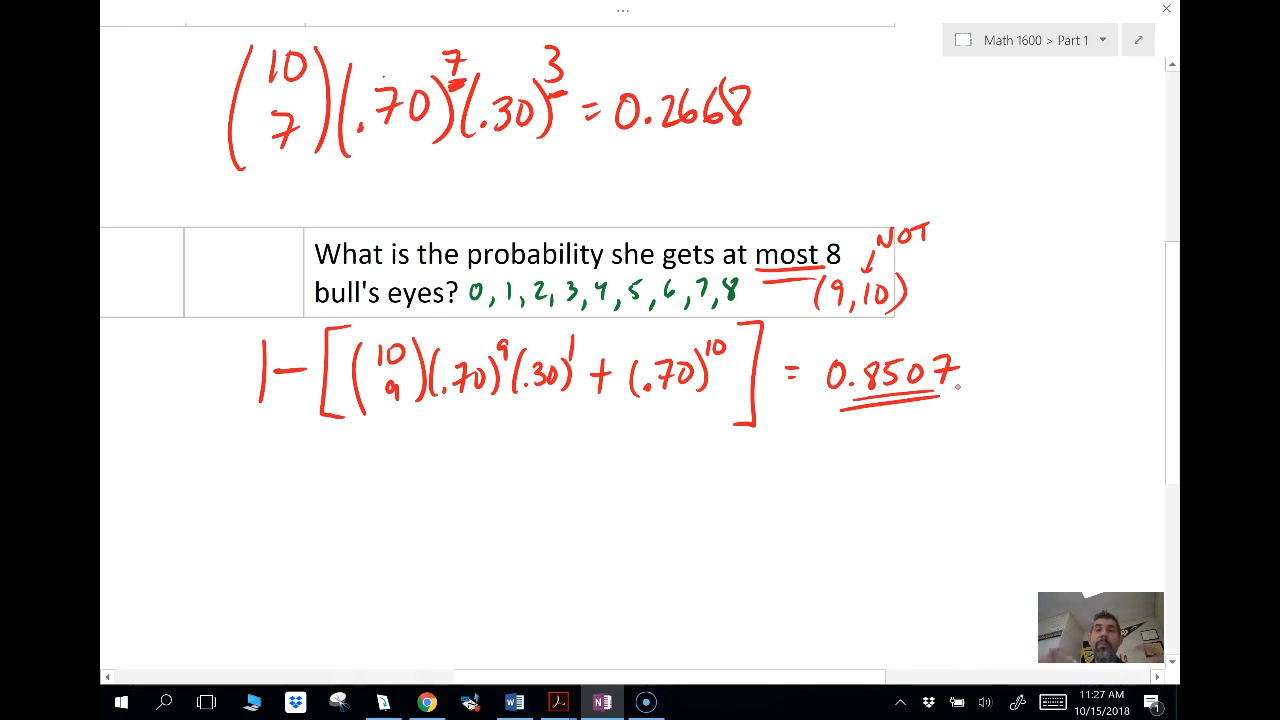 ...
Math 1600 > Part 1
(10 7)(.70)^7(.30)^3 = 0.2668
What is the probability she gets at most 8
NOT
bull's eyes? 0, 1, 2, 3, 4, 5, 6, 7, 8 (9, 10)
1 - [(10 9)(.70)^9(.30)^1 + (.70)^10] = 0.8507
11:27 AM
10/15/2018
1